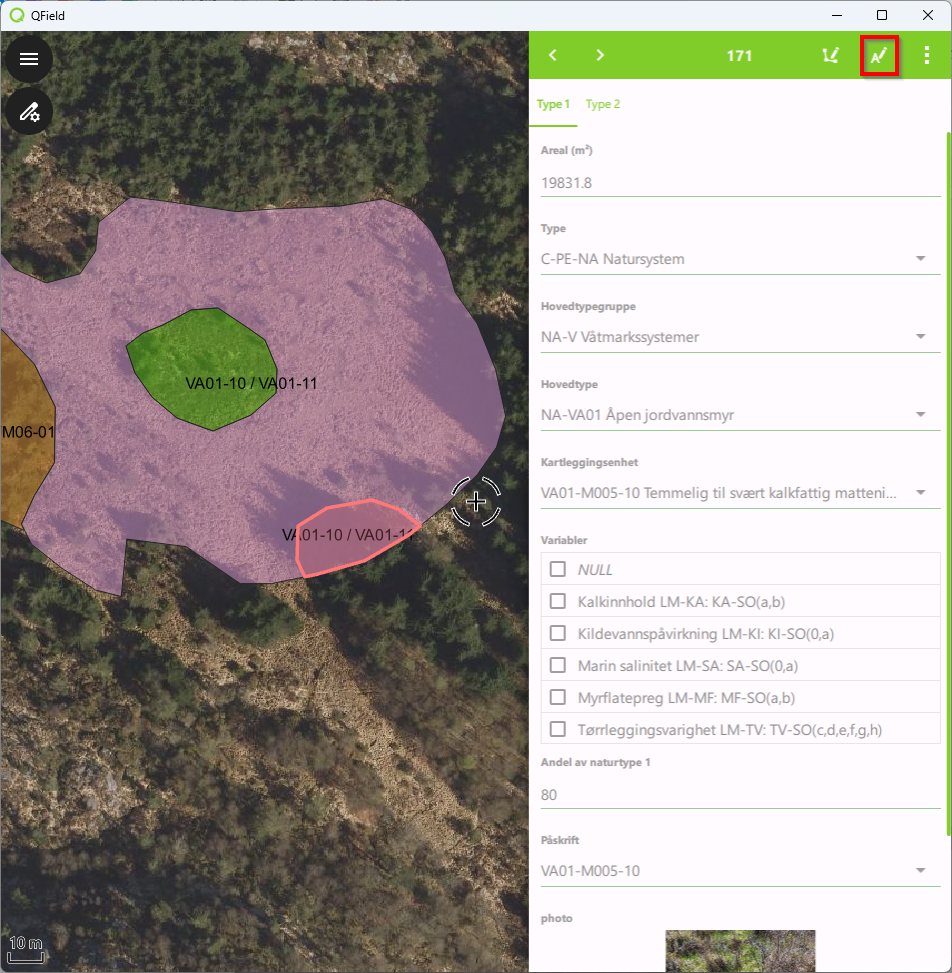 QField
171
Type 1 Type 2
Areal (m²)
19831.8
Type
C-PE-NA Natursystem
Hovedtypegruppe
NA-V Våtmarkssystemer
Hovedtype
NA-VA01 Åpen jordvannsmyr
Kartleggingsenhet
VA01-M005-10 Temmelig til svært kalkfattig matteni...
Variabler
NULL
Kalkinnhold LM-KA: KA-SO(a,b)
Kildevannspåvirkning LM-KI: KI-SO(0,a)
Marin salinitet LM-SA: SA-SO(0,a)
Myrflatepreg LM-MF: MF-SO(a,b)
Tørrleggingsvarighet LM-TV: TV-SO(c,d,e,f,g,h)
Andel av naturtype 1
80
Påskrift
VA01-M005-10
photo
VA01-10 / VA01-11
M06-01
VA01-10 / VA01-11
10 m